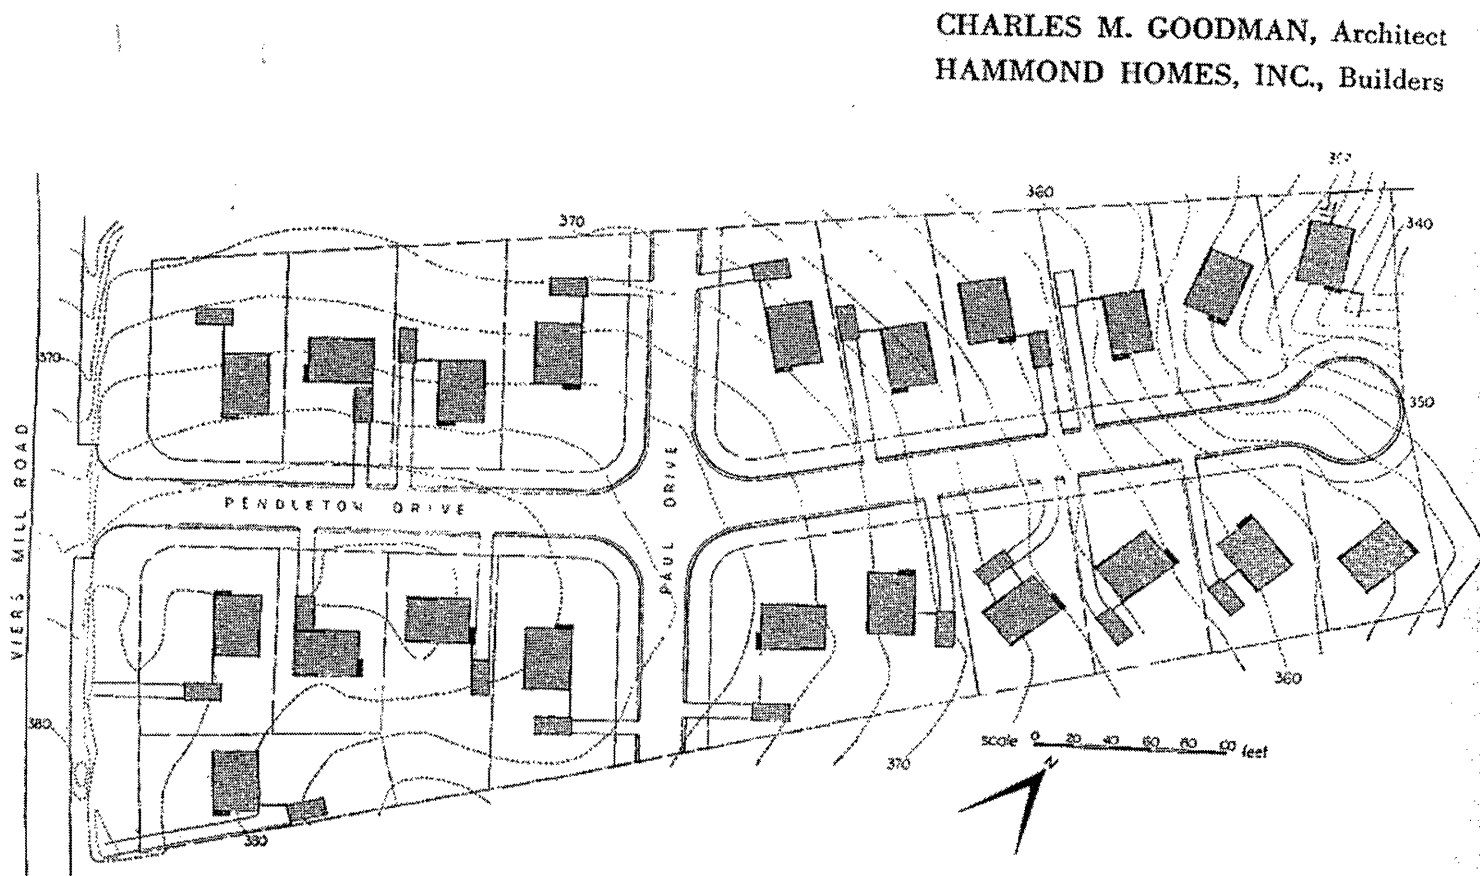 CHARLES M. GOODMAN, Architect
HAMMOND HOMES, INC., Builders
360
370
340
370
350
VIERS MILL ROAD
PENDLETON DRIVE
PAUL DRIVE
380
360
370
380
scale 0 20 40 60 80 feet
N